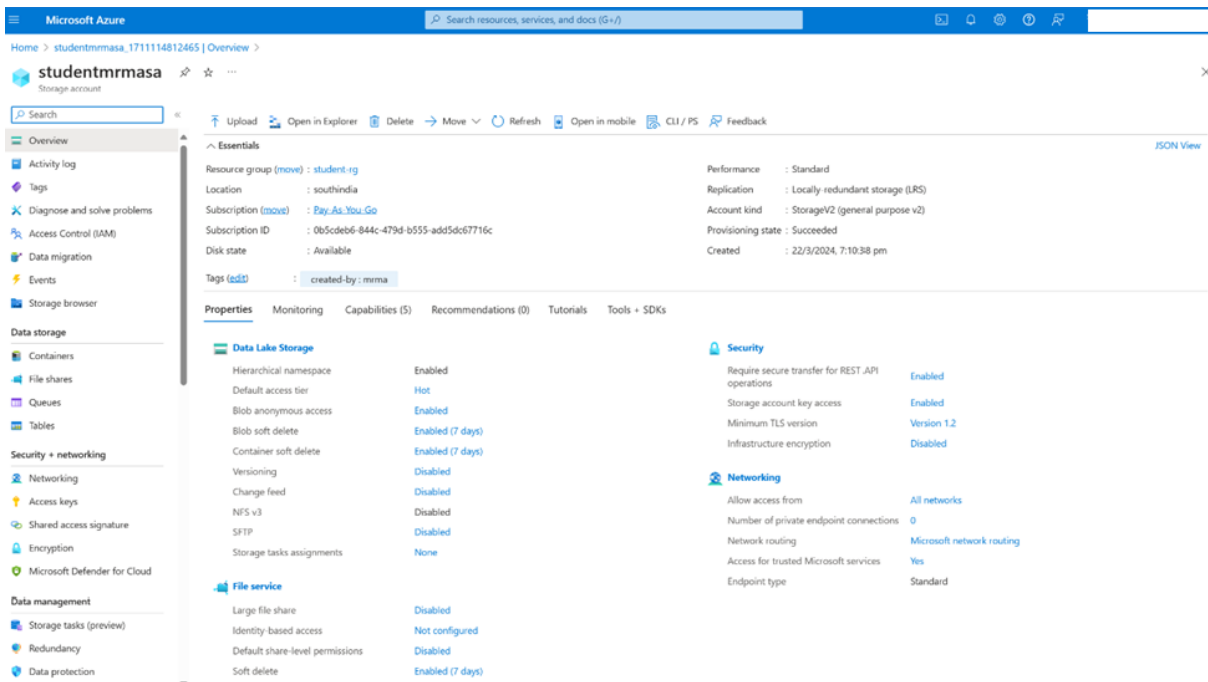 Microsoft Azure
Search resources, services, and docs (G+/)
Home > studentmrmasa_1711114812465 | Overview >
studentmrmasa
Storage account
Search
Overview
Activity log
Tags
Diagnose and solve problems
Access Control (IAM)
Data migration
Events
Storage browser
Data storage
Containers
File shares
Queues
Tables
Security + networking
Networking
Access keys
Shared access signature
Encryption
Microsoft Defender for Cloud
Data management
Storage tasks (preview)
Redundancy
Data protection
Upload Open in Explorer Delete Move Refresh Open in mobile CLI / PS Feedback
Essentials JSON View
Resource group (move) : student-rg
Location : southindia
Subscription (move) : Pay-As-You-Go
Subscription ID : 0b5cdeb6-844c-479d-b555-add5dc67716c
Disk state : Available
Performance : Standard
Replication : Locally-redundant storage (LRS)
Account kind : StorageV2 (general purpose v2)
Provisioning state : Succeeded
Created : 22/3/2024, 7:10:38 pm
Tags (edit) : created-by : mrma
Properties Monitoring Capabilities (5) Recommendations (0) Tutorials Tools + SDKs
Data Lake Storage
Hierarchical namespace Enabled
Default access tier Hot
Blob anonymous access Enabled
Blob soft delete Enabled (7 days)
Container soft delete Enabled (7 days)
Versioning Disabled
Change feed Disabled
NFS v3 Disabled
SFTP Disabled
Storage tasks assignments None
File service
Large file share Disabled
Identity-based access Not configured
Default share-level permissions Disabled
Soft delete Enabled (7 days)
Security
Require secure transfer for REST API
operations Enabled
Storage account key access Enabled
Minimum TLS version Version 1.2
Infrastructure encryption Disabled
Networking
Allow access from All networks
Number of private endpoint connections 0
Network routing Microsoft network routing
Access for trusted Microsoft services Yes
Endpoint type Standard